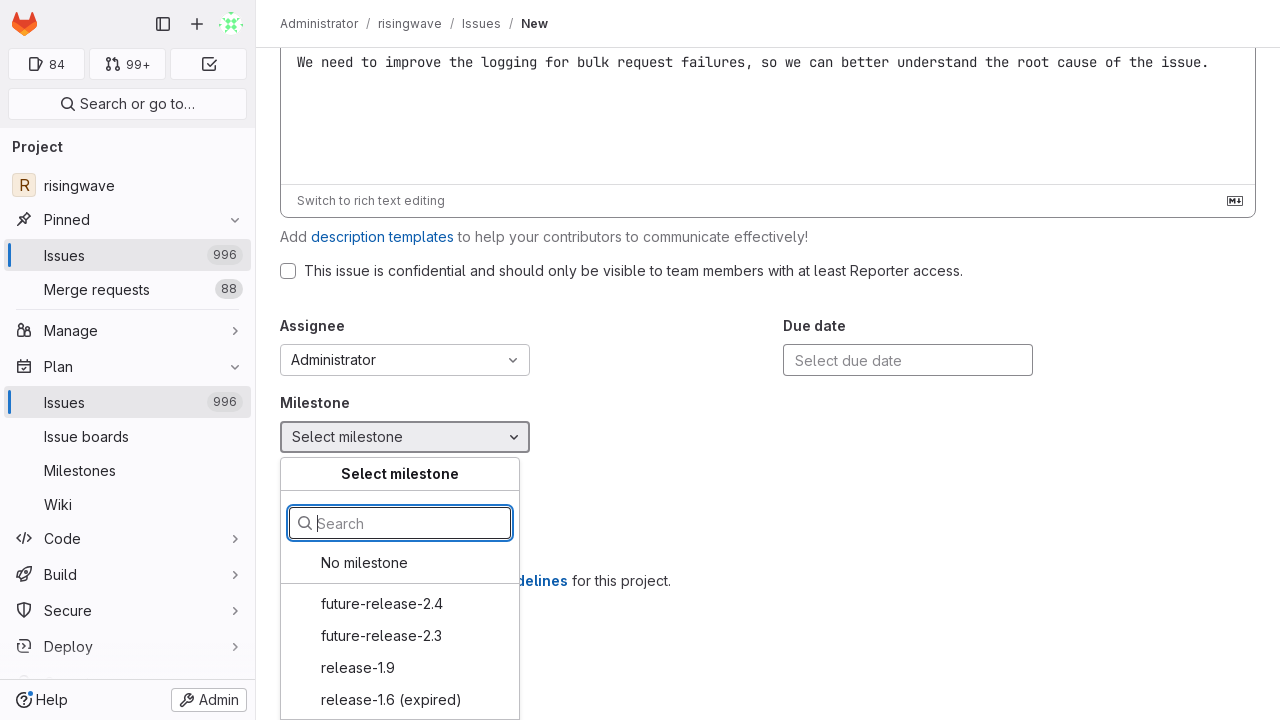 Administrator / risingwave / Issues / New
84
99+
Search or go to…
Project
R risingwave
Pinned
Issues 996
Merge requests 88
Manage
Plan
Issues 996
Issue boards
Milestones
Wiki
Code
Build
Secure
Deploy
Help
Admin
We need to improve the logging for bulk request failures, so we can better understand the root cause of the issue.
Switch to rich text editing
Add description templates to help your contributors to communicate effectively!
This issue is confidential and should only be visible to team members with at least Reporter access.
Assignee
Administrator
Due date
Select due date
Milestone
Select milestone
Select milestone
Search
No milestone
delines for this project.
future-release-2.4
future-release-2.3
release-1.9
release-1.6 (expired)